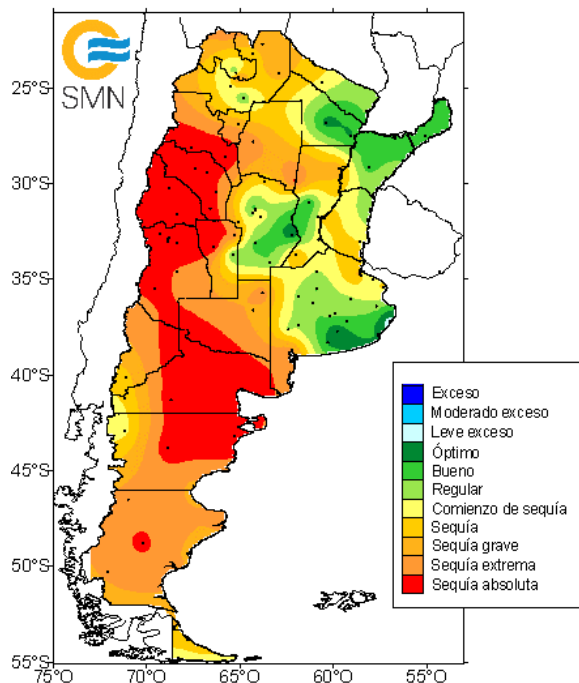 SMN
25°S
30°S
35°S
40°S
45°S
50°S
55°S
75°O 70°O 65°O 60°O 55°O
Exceso
Moderado exceso
Leve exceso
Óptimo
Bueno
Regular
Comienzo de sequía
Sequía
Sequía grave
Sequía extrema
Sequía absoluta